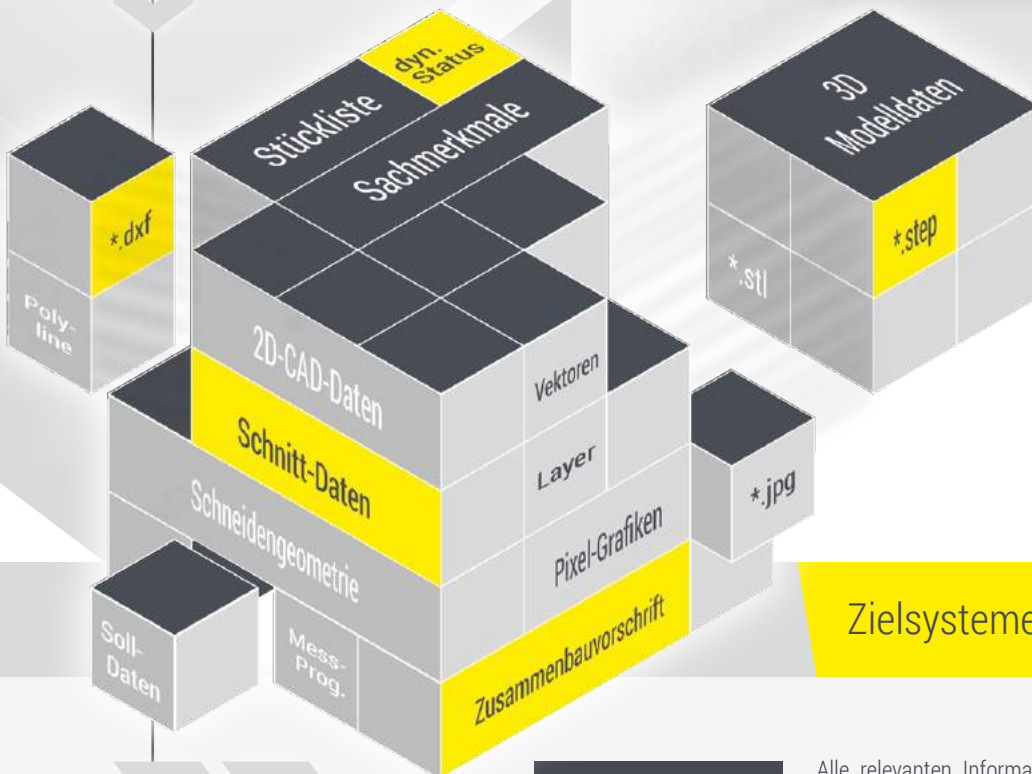 dyn.
Status
Stückliste
Sachmerkmale
3D
Modelldaten
*.dxf
*.step
*.stl
Poly-
line
2D-CAD-Daten
Vektoren
Schnitt-Daten
Layer
Schneidengeometrie
*.jpg
Pixel-Grafiken
Soll-
Daten
Mess-
Prog.
Zusammenbauvorschrift
Zielsysteme
Alle relevanten